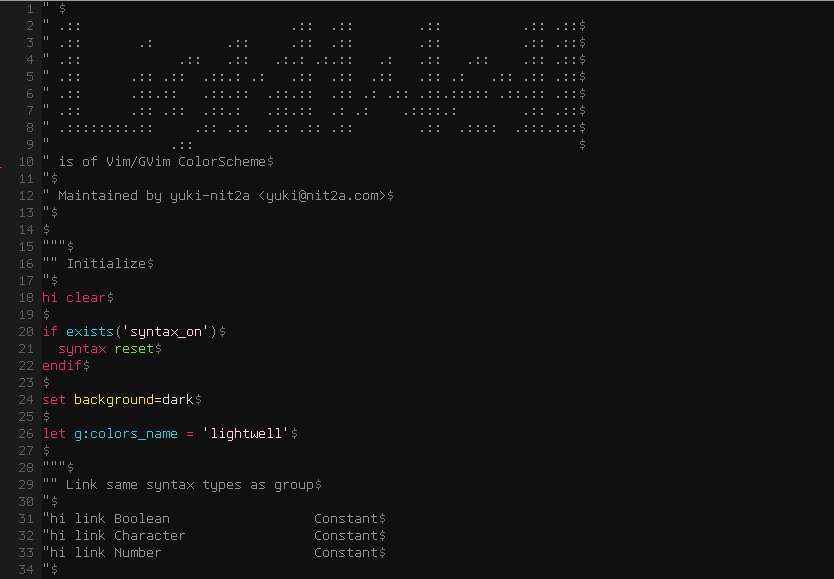 1 " $
2 " .::                          .:: .::        .::          .:: .::$
3 " .::       .:         .::     .:: .::        .::          .:: .::$
4 " .::            .::   .::   .:.: .:.::   .:   .::   .::    .:: .::$
5 " .::      .:: .::  .::.: .:   .:: .::  .::   .:: .:   .:: .:: .::$
6 " .::      .::.::   .::.::  .::.::  .:: .: .:: .::.::::: .::.:: .::$
7 " .::      .:: .::  .::.:   .::.::  .: .:    .::::.:        .:: .::$
8 " .:::::::::.::     .:: .::  .:: .:: .::        .::  .::::  .:::.:::$
9 "               .::                                                $
10 " is of Vim/GVim ColorScheme$
11 "$
12 " Maintained by yuki-nit2a <yuki@nit2a.com>$
13 "$
14 $
15 """$
16 "" Initialize$
17 "$
18 hi clear$
19 $
20 if exists('syntax_on')$
21   syntax reset$
22 endif$
23 $
24 set background=dark$
25 $
26 let g:colors_name = 'lightwell'$
27 $
28 """$
29 "" Link same syntax types as group$
30 "$
31 "hi link Boolean                  Constant$
32 "hi link Character                Constant$
33 "hi link Number                   Constant$
34 "$